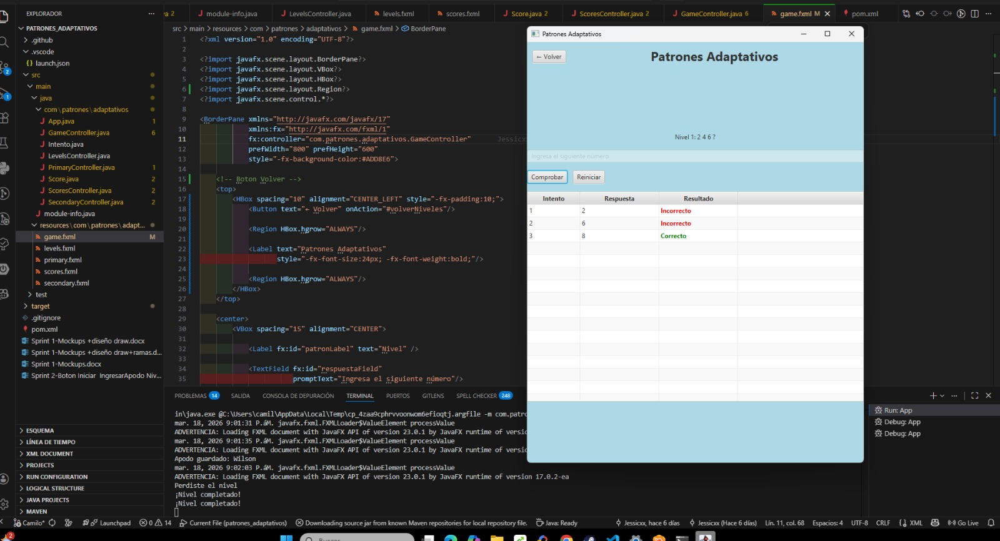 EXPLORADOR
PATRONES_ADAPTATIVOS
.github
.vscode
launch.json
src
main
java
com\patrones\adaptativos
App.java 1
GameController.java 6
Intento.java
LevelsController.java
PrimaryController.java 1
Score.java 2
ScoresController.java 2
SecondaryController.java 2
module-info.java
resources\com\patrones\adapt...
game.fxml M
levels.fxml
primary.fxml
scores.fxml
secondary.fxml
test
target
.gitignore
pom.xml
Sprint 1-Mockups +diseño draw.docx
Sprint 1-Mockups +diseño draw+ramas.d...
Sprint 1-Mockups.docx
Sprint 2-Boton Iniciar IngresarApodo Niv...
ESQUEMA
LÍNEA DE TIEMPO
XML DOCUMENT
PROJECTS
RUN CONFIGURATION
LOGICAL STRUCTURE
JAVA PROJECTS
MAVEN
va 2 module-info.java LevelsController.java levels.fxml scores.fxml Score.java 2 ScoresController.java 2 GameController.java 6 game.fxml M pom.xml
src > main > resources > com > patrones > adaptativos > game.fxml > BorderPane
1 <?xml version="1.0" encoding="UTF-8"?>
2
3 <?import javafx.scene.layout.BorderPane?>
4 <?import javafx.scene.layout.VBox?>
5 <?import javafx.scene.layout.HBox?>
6 <?import javafx.scene.layout.Region?>
7 <?import javafx.scene.control.*?>
8
9 <BorderPane xmlns="http://javafx.com/javafx/17"
10 xmlns:fx="http://javafx.com/fxml/1"
11 fx:controller="com.patrones.adaptativos.GameController" Jessicx
12 prefWidth="800" prefHeight="600"
13 style="-fx-background-color:#ADD8E6">
14
15 <!-- Boton Volver -->
16 <top>
17 <HBox spacing="10" alignment="CENTER_LEFT" style="-fx-padding:10;">
18 <Button text="← Volver" onAction="#volverNiveles"/>
19
20 <Region HBox.hgrow="ALWAYS"/>
21
22 <Label text="Patrones Adaptativos"
23 style="-fx-font-size:24px; -fx-font-weight:bold;"/>
24
25 <Region HBox.hgrow="ALWAYS"/>
26 </HBox>
27 </top>
28
29 <center>
30 <VBox spacing="15" alignment="CENTER">
31
32 <Label fx:id="patronLabel" text="Nivel" />
33
34 <TextField fx:id="respuestaField"
35 promptText="Ingresa el siguiente número"/>
Patrones Adaptativos
← Volver
Patrones Adaptativos
Nivel 1: 2 4 6 ?
Ingresa el siguiente número
Comprobar Reiniciar
Intento Respuesta Resultado
1 2 Incorrecto
2 6 Incorrecto
3 8 Correcto
PROBLEMAS 14 SALIDA CONSOLA DE DEPURACIÓN TERMINAL PUERTOS GITLENS SPELL CHECKER 248
in\java.exe @C:\Users\camil\AppData\Local\Temp\cp_4zaa9cphrvvoonwom6efioqtj.argfile -m com.patro
mar. 18, 2026 9:01:31 P.áM. javafx.fxml.FXMLLoader$ValueElement processValue
ADVERTENCIA: Loading FXML document with JavaFX API of version 23.0.1 by JavaFX runtime of versio
mar. 18, 2026 9:01:35 P.áM. javafx.fxml.FXMLLoader$ValueElement processValue
ADVERTENCIA: Loading FXML document with JavaFX API of version 23.0.1 by JavaFX runtime of versio
Apodo guardado: Wilson
mar. 18, 2026 9:02:03 P.áM. javafx.fxml.FXMLLoader$ValueElement processValue
ADVERTENCIA: Loading FXML document with JavaFX API of version 23.0.1 by JavaFX runtime of version 17.0.2-ea
Perdiste el nivel
¡Nivel completado!
¡Nivel completado!
Run: App
Debug: App
Debug: App
Camilo* Launchpad 0 14 Current File (patrones_adaptativos) Downloading source jar from known Maven repositories for local repository file. Java: Ready Jessicxx, hace 6 días Jessicxx (Hace 6 días) Lín. 11, col. 68 Espacios: 4 UTF-8 CRLF XML Go Live
2
Buscar